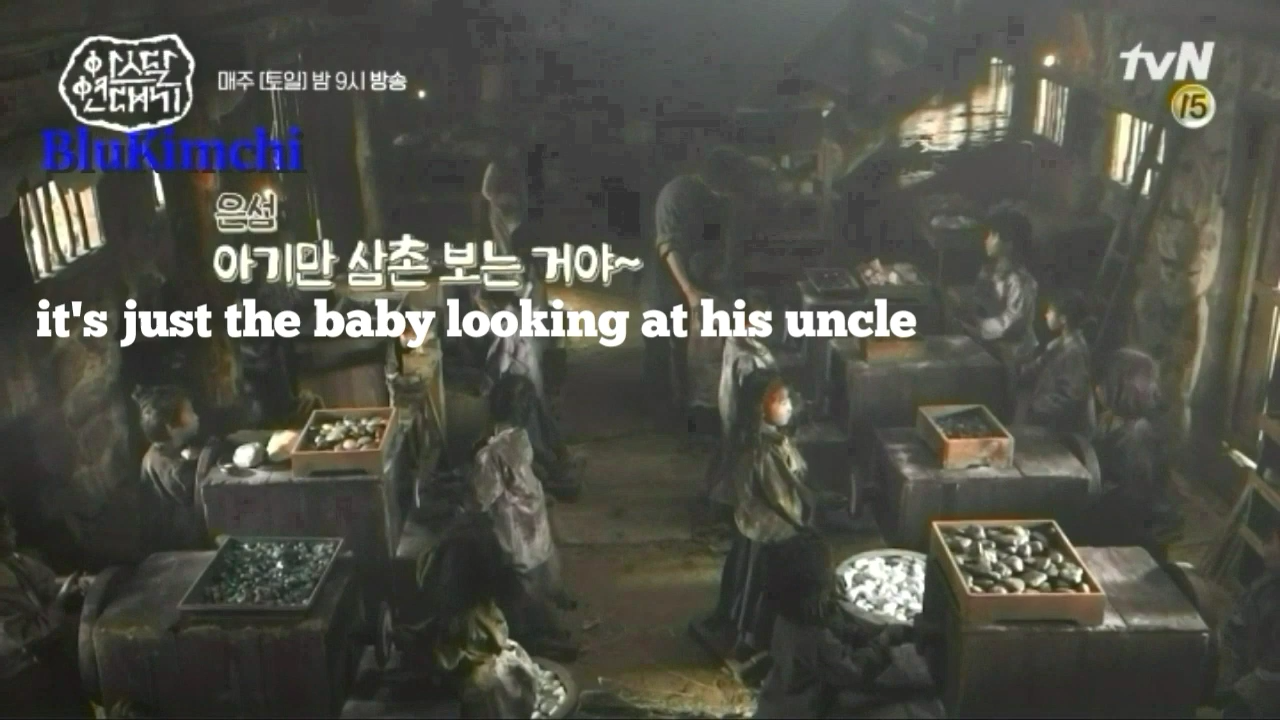 아스달
연대기
매주 [토일] 밤 9시 방송
tvN
15
BluKimchi
은섬
아기만 삼촌 보는 거야~
it's just the baby looking at his uncle